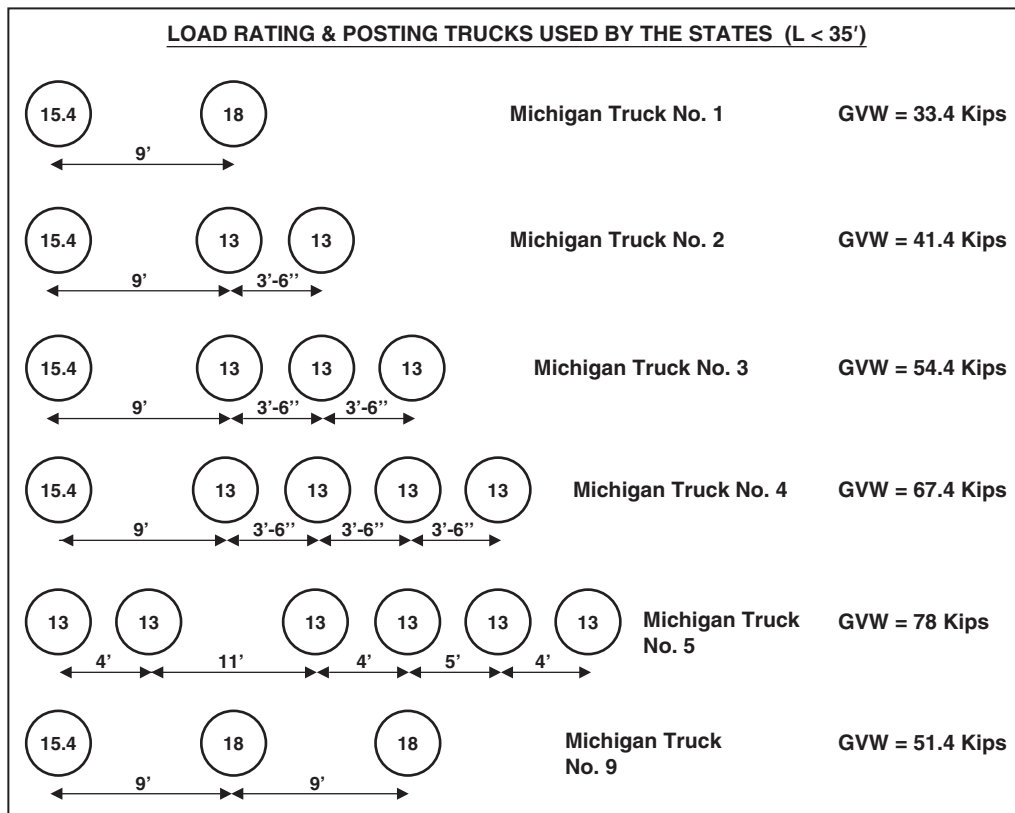 LOAD RATING & POSTING TRUCKS USED BY THE STATES (L < 35')
15.4 18 Michigan Truck No. 1 GVW = 33.4 Kips
9’
15.4 13 13 Michigan Truck No. 2 GVW = 41.4 Kips
9’ 3’-6’’
15.4 13 13 13 Michigan Truck No. 3 GVW = 54.4 Kips
9’ 3’-6’’ 3’-6’’
15.4 13 13 13 13 Michigan Truck No. 4 GVW = 67.4 Kips
9’ 3’-6’’ 3’-6’’ 3’-6’’
13 13 13 13 13 13 Michigan Truck GVW = 78 Kips
No. 5
4’ 11’ 4’ 5’ 4’
15.4 18 18 Michigan Truck GVW = 51.4 Kips
No. 9
9’ 9’